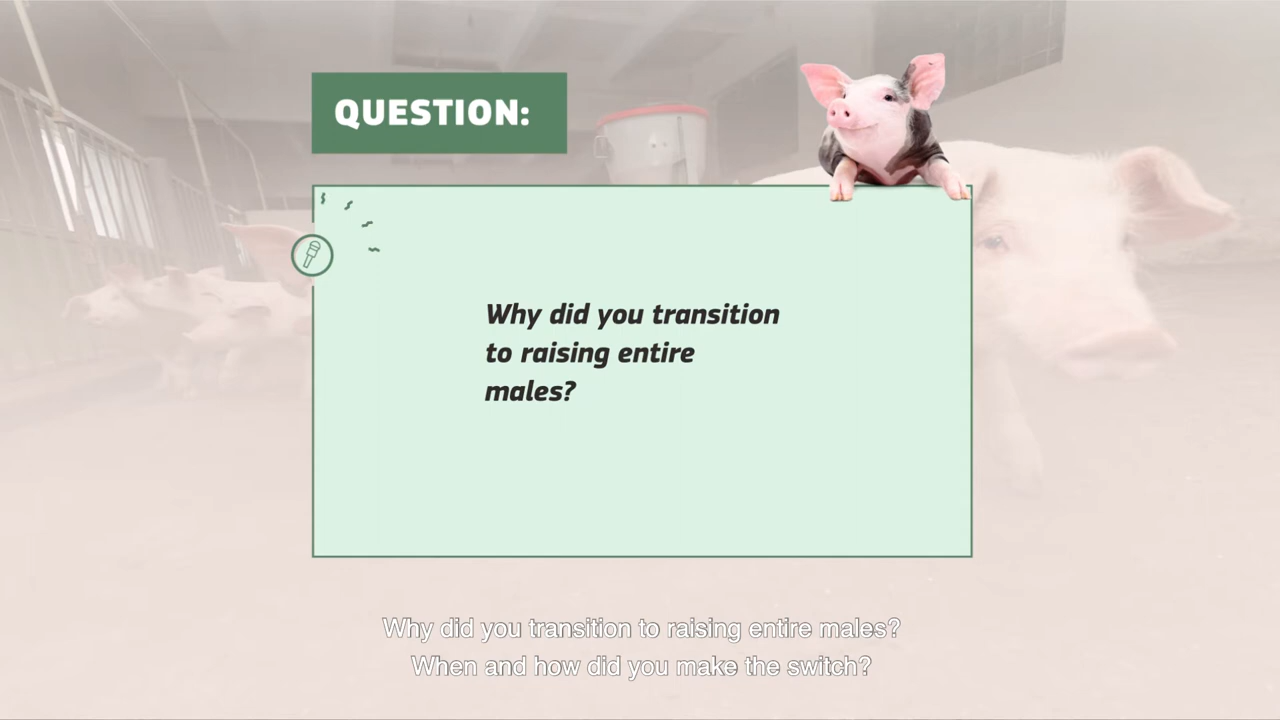 QUESTION:
Why did you transition
to raising entire
males?
Why did you transition to raising entire males?
When and how did you make the switch?